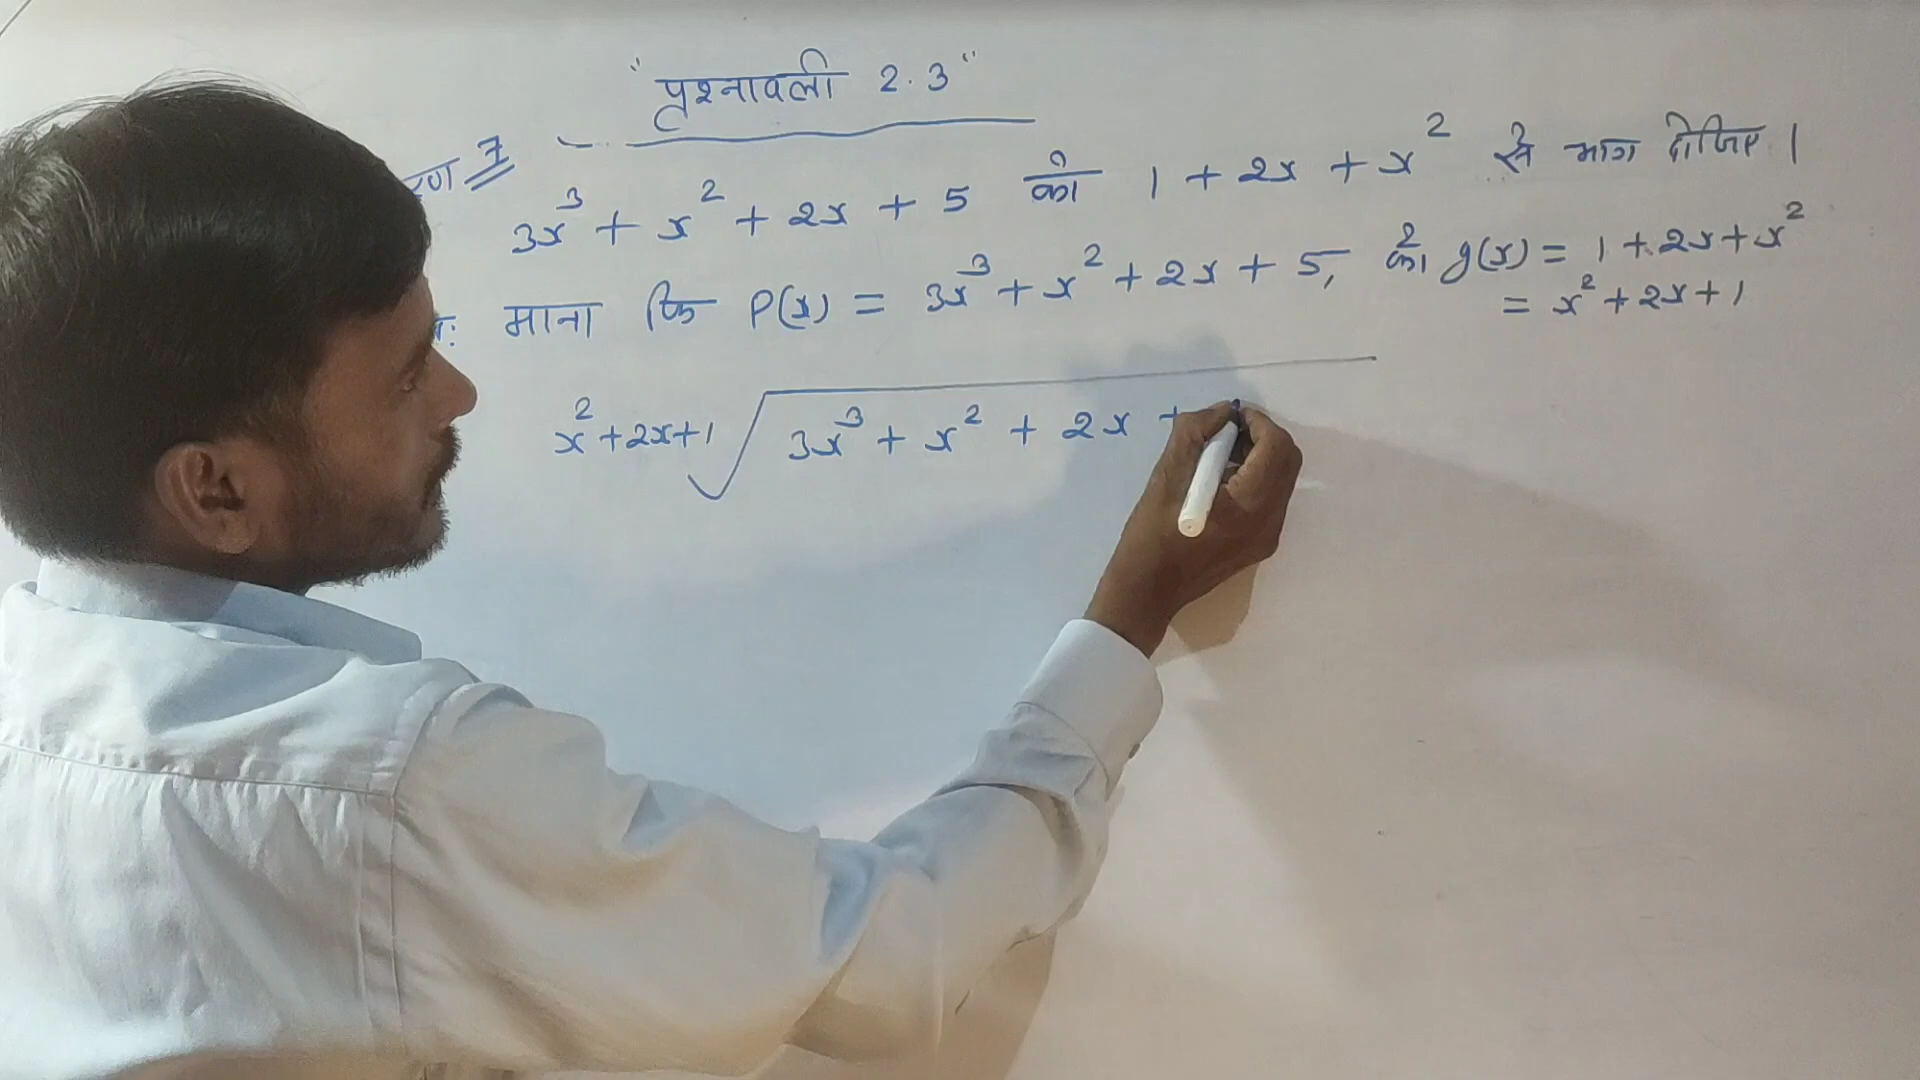 "प्रश्नावली 2.3"
7
3x³ + x² + 2x + 5 को 1 + 2x + x² से भाग दीजिए।
माना कि P(x) = 3x³ + x² + 2x + 5, को g(x) = 1 + 2x + x²
= x² + 2x + 1
x² + 2x + 1 √ 3x³ + x² + 2x +